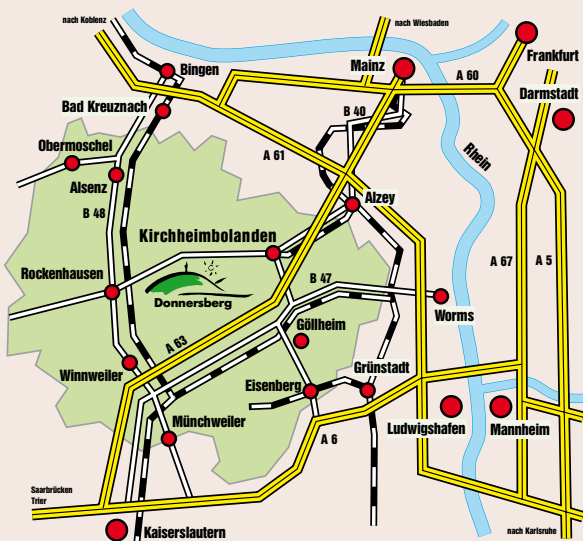 nach Koblenz
nach Wiesbaden
Frankfurt
Bingen
Mainz
A 60
Darmstadt
Bad Kreuznach
B 40
Obermoschel
A 61
Rhein
Alsenz
Alzey
B 48
Kirchheimbolanden
A 67
A 5
Rockenhausen
B 47
Donnersberg
Worms
Göllheim
A 63
Winnweiler
Grünstadt
Eisenberg
Münchweiler
Ludwigshafen
Mannheim
A 6
Saarbrücken
Trier
Kaiserslautern
nach Karlsruhe